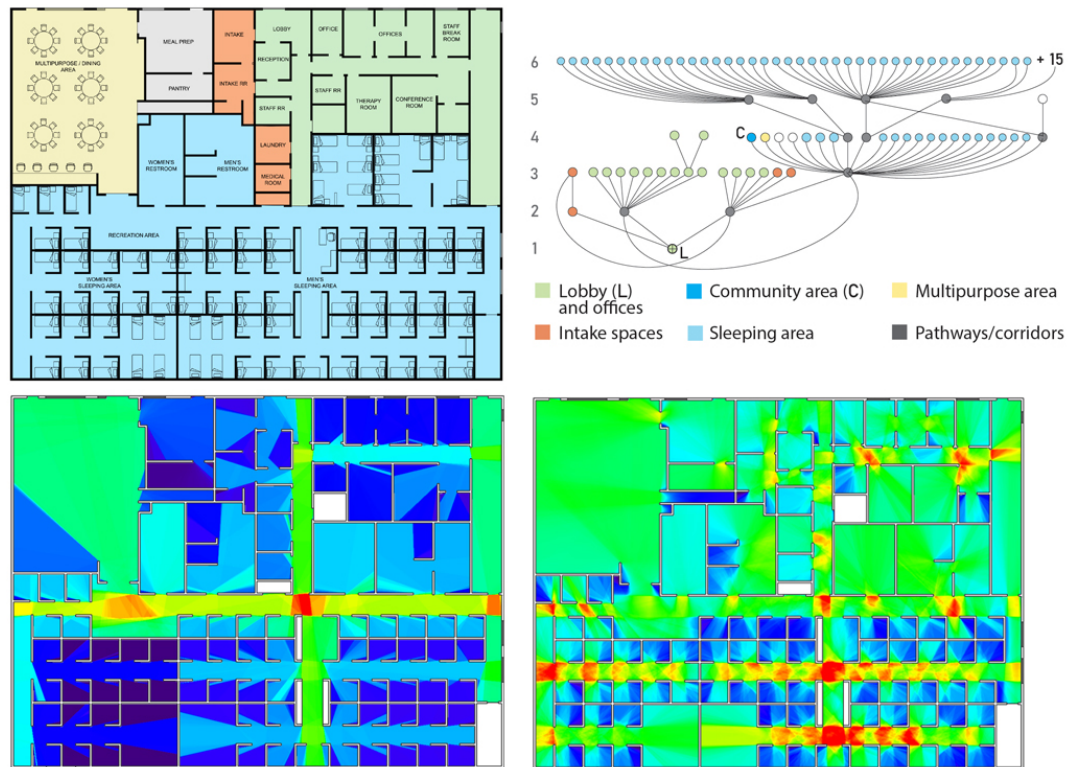 MULTIPURPOSE / DINING
AREA
MEAL PREP
PANTRY
INTAKE
INTAKE RR
LOBBY
RECEPTION
STAFF RR
LAUNDRY
MEDICAL
ROOM
OFFICE
OFFICES
STAFF
BREAK
ROOM
STAFF RR
THERAPY
ROOM
CONFERENCE
ROOM
WOMEN'S
RESTROOM
MEN'S
RESTROOM
RECREATION AREA
WOMEN'S
SLEEPING AREA
MEN'S
SLEEPING AREA
6
+ 15
5
4
C
3
2
1
L
Lobby (L)
and offices
Community area (C)
Multipurpose area
Intake spaces
Sleeping area
Pathways/corridors